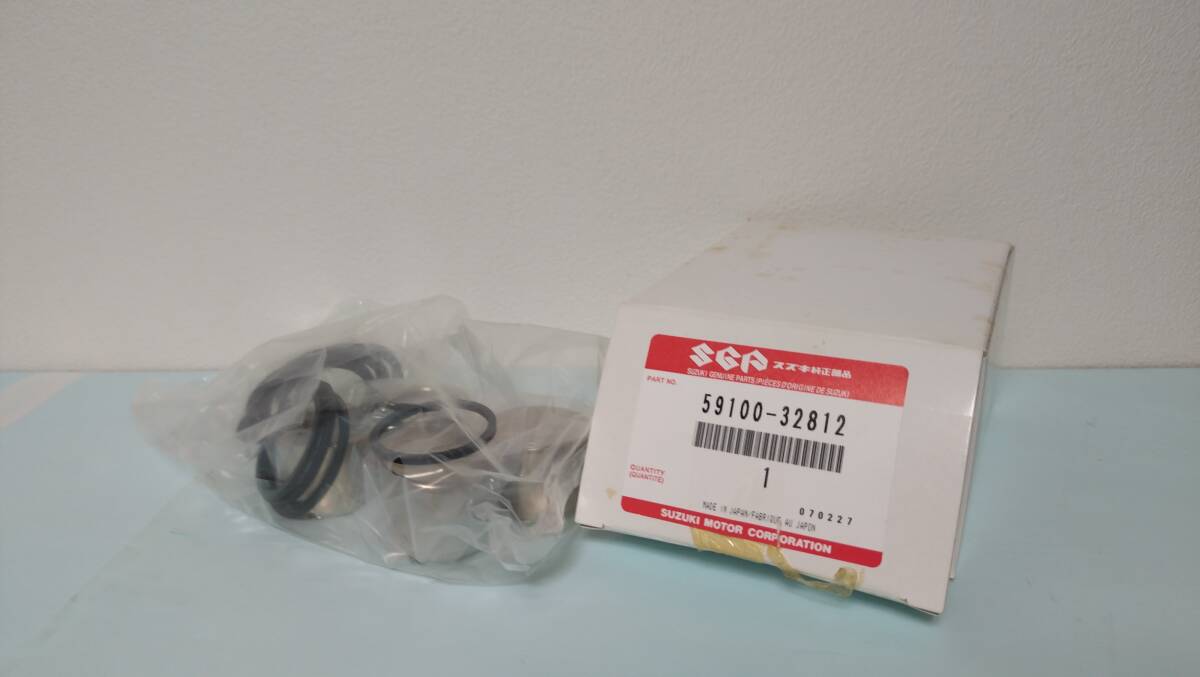 SGP スズキ純正部品
SUZUKI GENUINE PARTS/PIÈCES D'ORIGINE DE SUZUKI
PART NO.
59100-32812
QUANTITY
(QUANTITÉ)
1
070227
MADE IN JAPAN/FABRIQUE AU JAPON
SUZUKI MOTOR CORPORATION